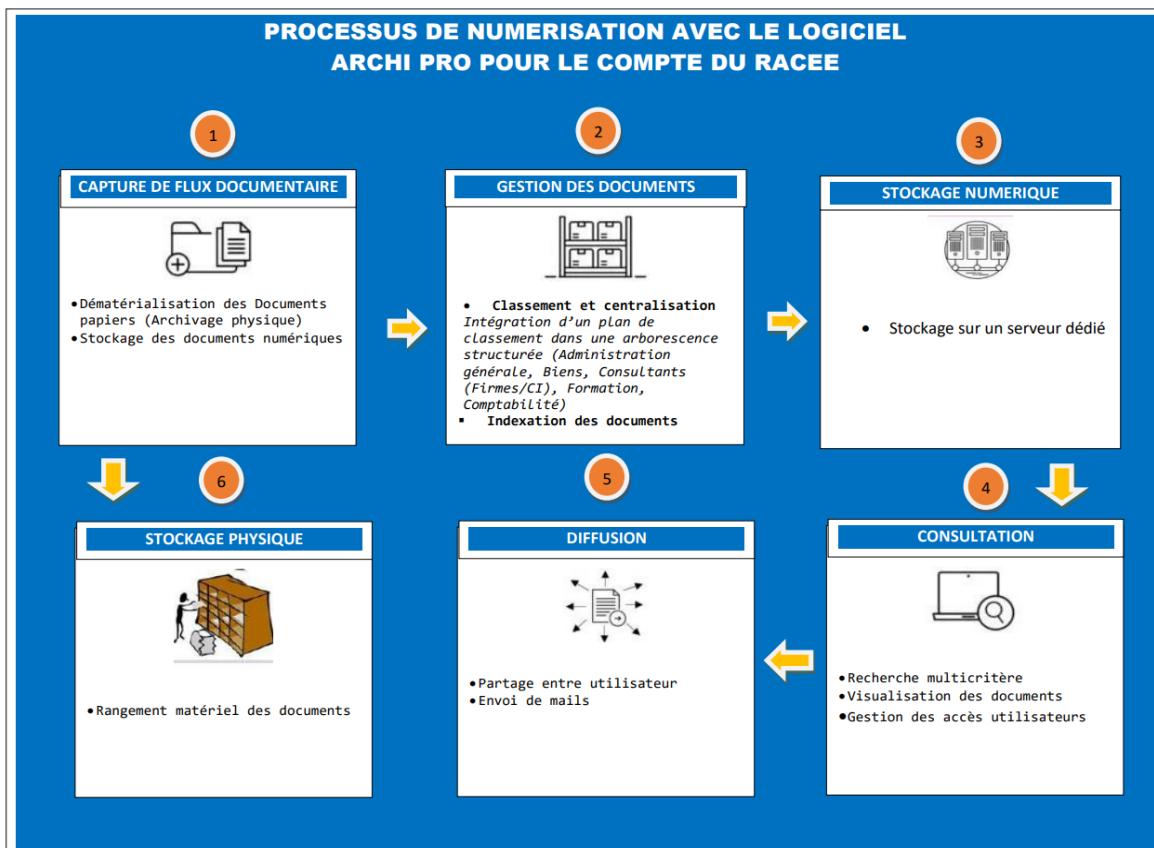 PROCESSUS DE NUMERISATION AVEC LE LOGICIEL
ARCHI PRO POUR LE COMPTE DU RACEE
1
CAPTURE DE FLUX DOCUMENTAIRE
•Dématérialisation des Documents
papiers (Archivage physique)
•Stockage des documents numériques
2
GESTION DES DOCUMENTS
• Classement et centralisation
Intégration d’un plan de
classement dans une arborescence
structurée (Administration
générale, Biens, Consultants
(Firmes/CI), Formation,
Comptabilité)
▪ Indexation des documents
3
STOCKAGE NUMERIQUE
• Stockage sur un serveur dédié
4
CONSULTATION
•Recherche multicritère
•Visualisation des documents
•Gestion des accès utilisateurs
5
DIFFUSION
•Partage entre utilisateur
•Envoi de mails
6
STOCKAGE PHYSIQUE
•Rangement matériel des documents